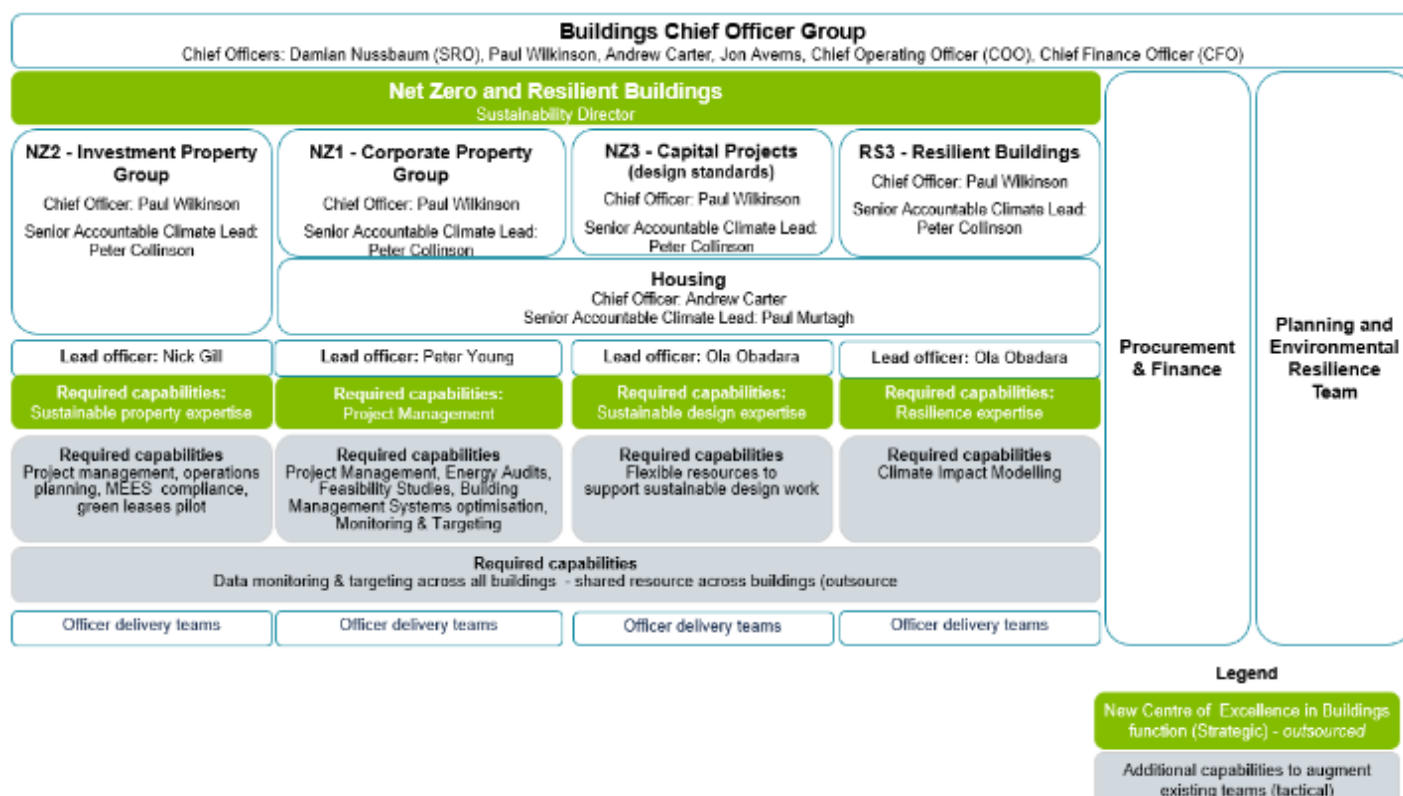 Buildings Chief Officer Group
Chief Officers: Damian Nussbaum (SRO), Paul Wilkinson, Andrew Carter, Jon Averns, Chief Operating Officer (COO), Chief Finance Officer (CFO)
Net Zero and Resilient Buildings
Sustainability Director
NZ2 - Investment Property
Group
Chief Officer: Paul Wilkinson
Senior Accountable Climate Lead:
Peter Collinson
NZ1 - Corporate Property
Group
Chief Officer: Paul Wilkinson
Senior Accountable Climate Lead:
Peter Collinson
NZ3 - Capital Projects
(design standards)
Chief Officer: Paul Wilkinson
Senior Accountable Climate Lead:
Peter Collinson
RS3 - Resilient Buildings
Chief Officer: Paul Wilkinson
Senior Accountable Climate Lead:
Peter Collinson
Housing
Chief Officer: Andrew Carter
Senior Accountable Climate Lead: Paul Murtagh
Lead officer: Nick Gill
Lead officer: Peter Young
Lead officer: Ola Obadara
Lead officer: Ola Obadara
Required capabilities:
Sustainable property expertise
Required capabilities:
Project Management
Required capabilities:
Sustainable design expertise
Required capabilities:
Resilience expertise
Required capabilities
Project management, operations
planning, MEES compliance,
green leases pilot
Required capabilities
Project Management, Energy Audits,
Feasibility Studies, Building
Management Systems optimisation,
Monitoring & Targeting
Required capabilities
Flexible resources to
support sustainable design work
Required capabilities
Climate Impact Modelling
Required capabilities
Data monitoring & targeting across all buildings - shared resource across buildings (outsource
Officer delivery teams
Officer delivery teams
Officer delivery teams
Officer delivery teams
Procurement
& Finance
Planning and
Environmental
Resilience
Team
Legend
New Centre of Excellence in Buildings
function (Strategic) - outsourced
Additional capabilities to augment
existing teams (tactical)